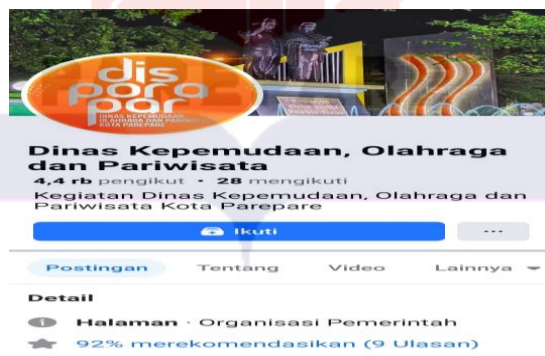 dis
pora
par
DINAS KEPEMUDAAN
OLAHRAGA DAN PARIWISATA
KOTA PAREPARE
Dinas Kepemudaan, Olahraga
dan Pariwisata
4,4 rb pengikut • 28 mengikuti
Kegiatan Dinas Kepemudaan, Olahraga dan
Pariwisata Kota Parepare
Ikuti
Postingan Tentang Video Lainnya
Detail
Halaman · Organisasi Pemerintah
92% merekomendasikan (9 Ulasan)